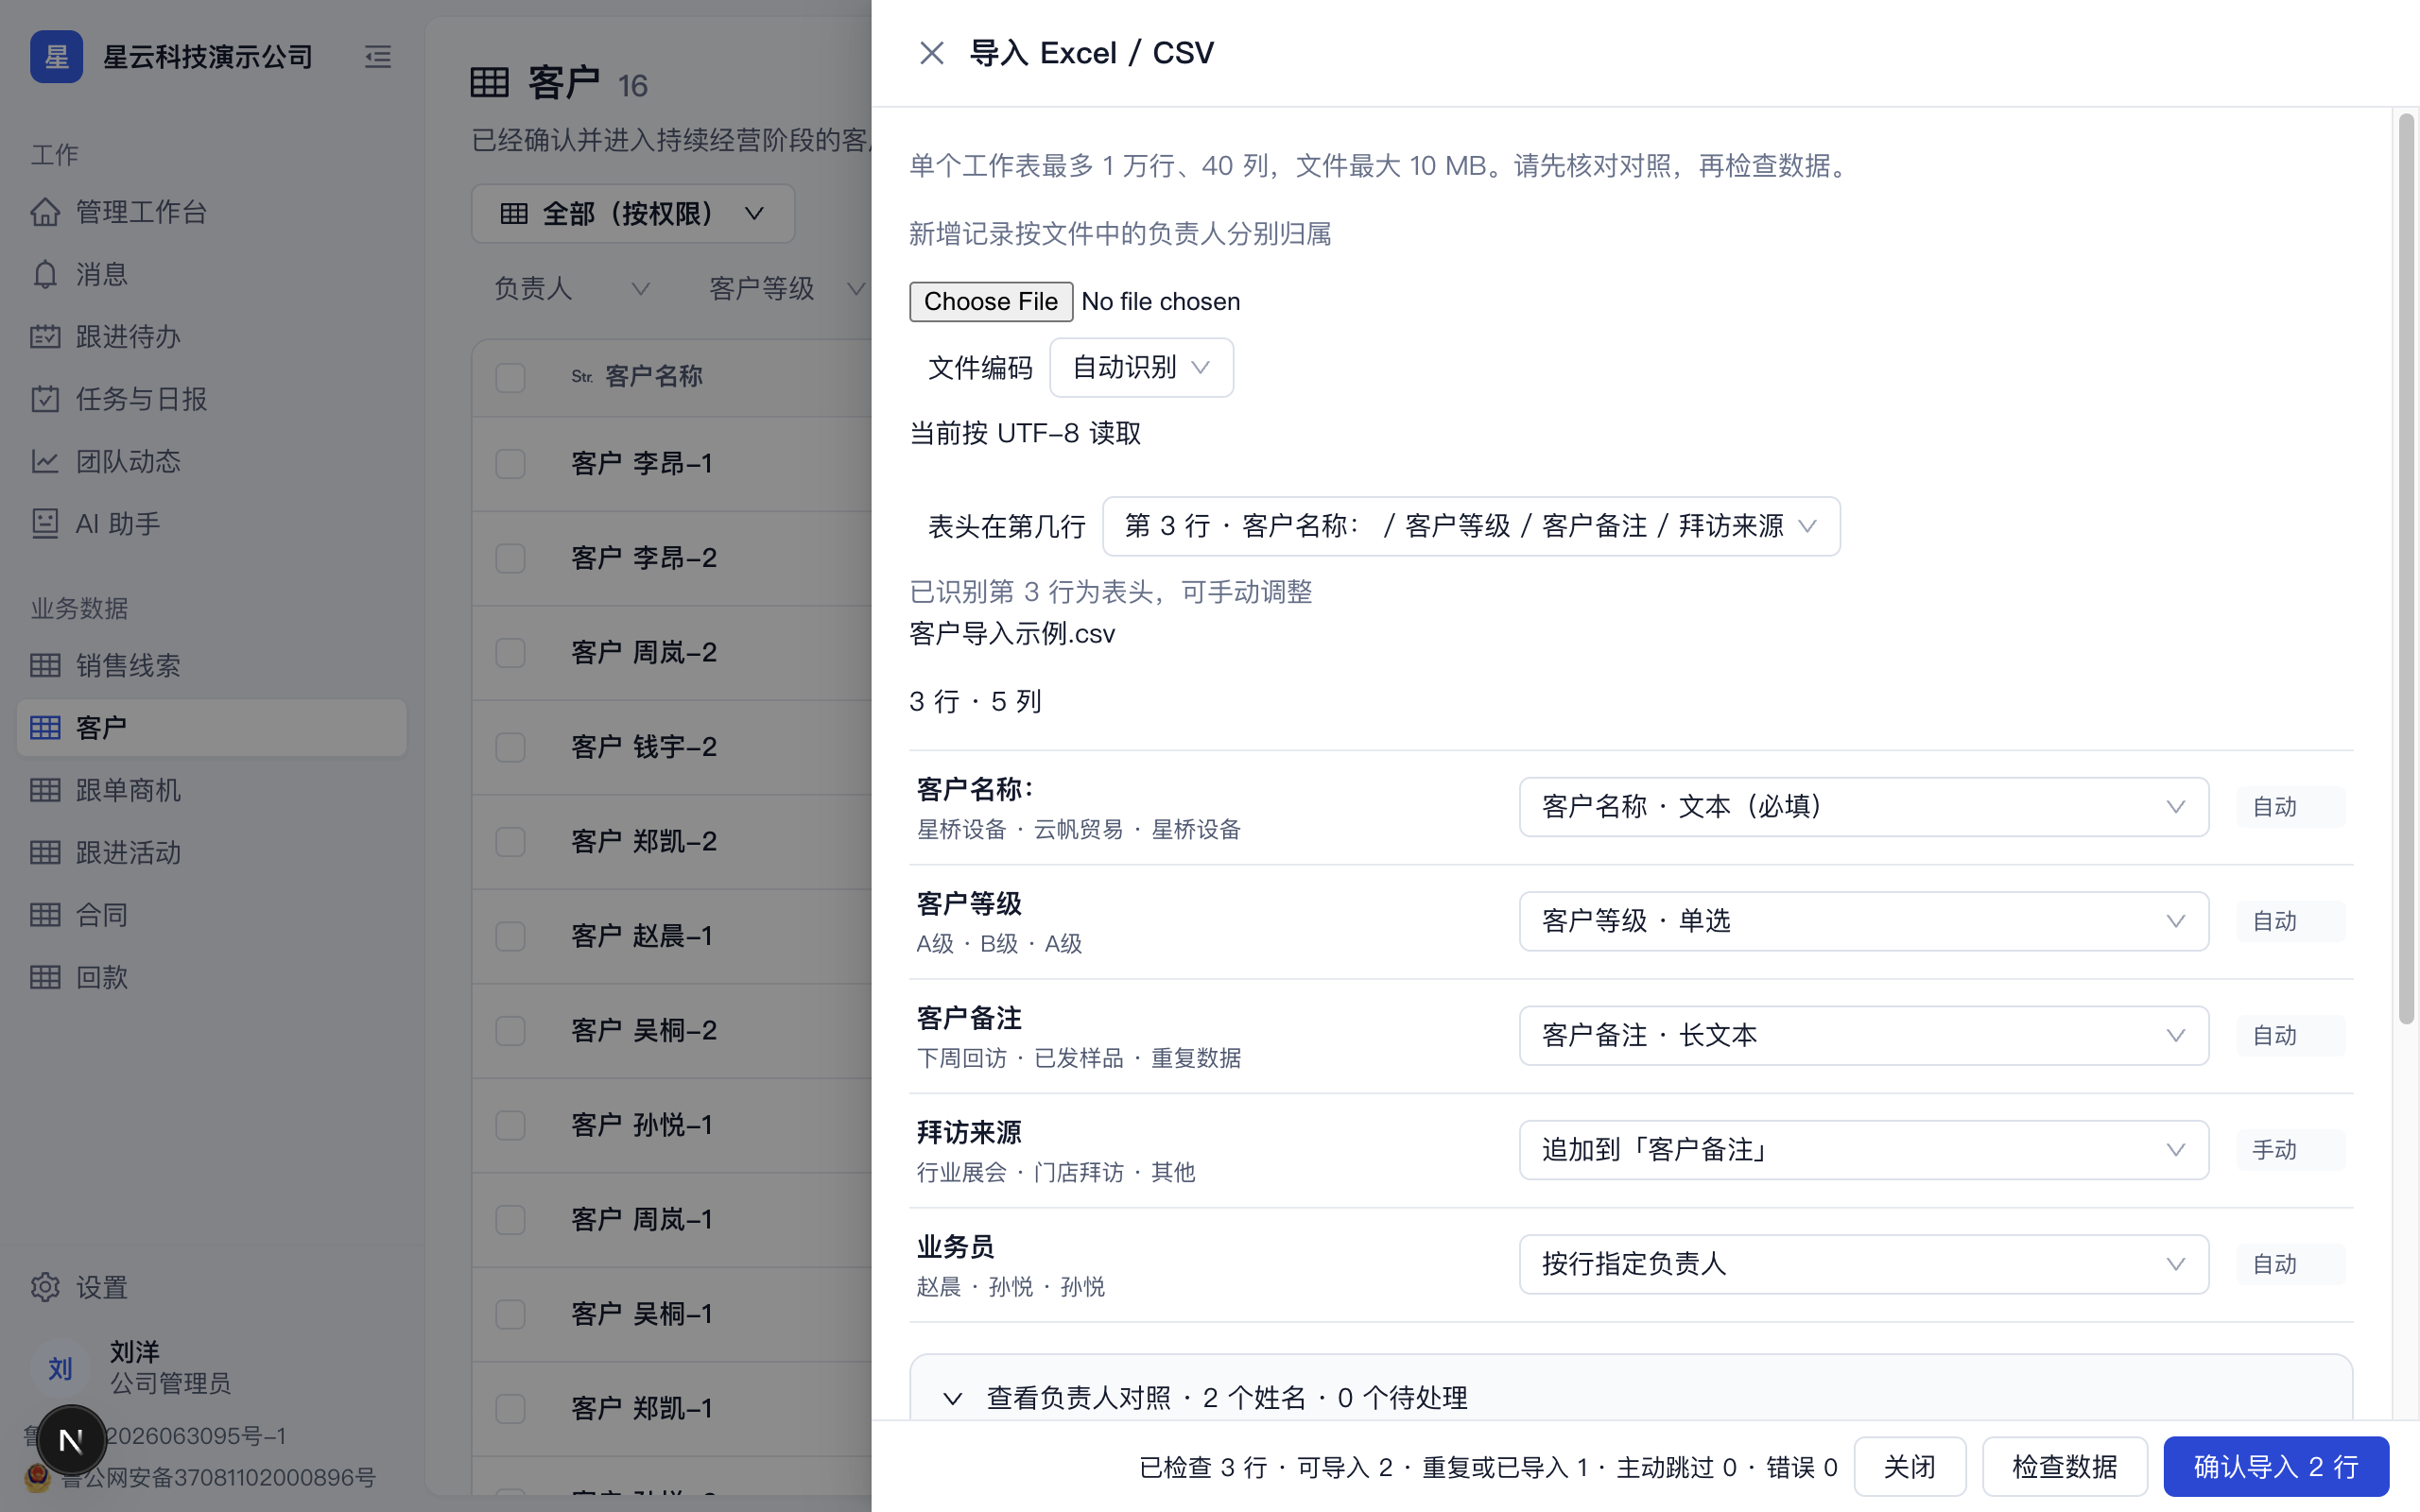 星 星云科技演示公司
工作
管理工作台
消息
跟进待办
任务与日报
团队动态
AI 助手
业务数据
销售线索
客户
跟单商机
跟进活动
合同
回款
设置
刘 刘洋
公司管理员
N 2026063095号-1
鲁公网安备37081102000896号
客户 16
已经确认并进入持续经营阶段的客
全部（按权限）
负责人 客户等级
Str. 客户名称
客户 李昂-1
客户 李昂-2
客户 周岚-2
客户 钱宇-2
客户 郑凯-2
客户 赵晨-1
客户 吴桐-2
客户 孙悦-1
客户 周岚-1
客户 吴桐-1
客户 郑凯-1
导入 Excel / CSV
单个工作表最多 1 万行、40 列，文件最大 10 MB。请先核对对照，再检查数据。
新增记录按文件中的负责人分别归属
Choose File No file chosen
文件编码 自动识别
当前按 UTF-8 读取
表头在第几行 第 3 行 · 客户名称： / 客户等级 / 客户备注 / 拜访来源
已识别第 3 行为表头，可手动调整
客户导入示例.csv
3 行 · 5 列
客户名称： 客户名称 · 文本（必填） 自动
星桥设备 · 云帆贸易 · 星桥设备
客户等级 客户等级 · 单选 自动
A级 · B级 · A级
客户备注 客户备注 · 长文本 自动
下周回访 · 已发样品 · 重复数据
拜访来源 追加到「客户备注」 手动
行业展会 · 门店拜访 · 其他
业务员 按行指定负责人 自动
赵晨 · 孙悦 · 孙悦
查看负责人对照 · 2 个姓名 · 0 个待处理
已检查 3 行 · 可导入 2 · 重复或已导入 1 · 主动跳过 0 · 错误 0 关闭 检查数据 确认导入 2 行